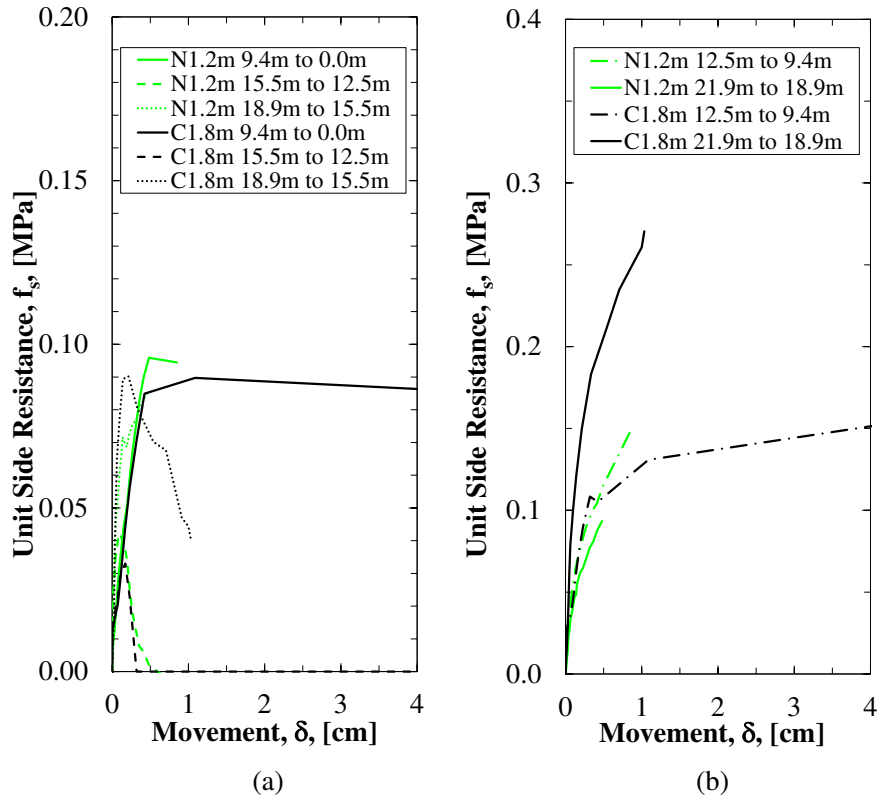 0.20
0.15
0.10
0.05
0.00
Unit Side Resistance, fs, [MPa]
N1.2m 9.4m to 0.0m
N1.2m 15.5m to 12.5m
N1.2m 18.9m to 15.5m
C1.8m 9.4m to 0.0m
C1.8m 15.5m to 12.5m
C1.8m 18.9m to 15.5m
0 1 2 3 4
Movement, δ, [cm]
(a)
0.4
0.3
0.2
0.1
0.0
Unit Side Resistance, fs, [MPa]
N1.2m 12.5m to 9.4m
N1.2m 21.9m to 18.9m
C1.8m 12.5m to 9.4m
C1.8m 21.9m to 18.9m
0 1 2 3 4
Movement, δ, [cm]
(b)